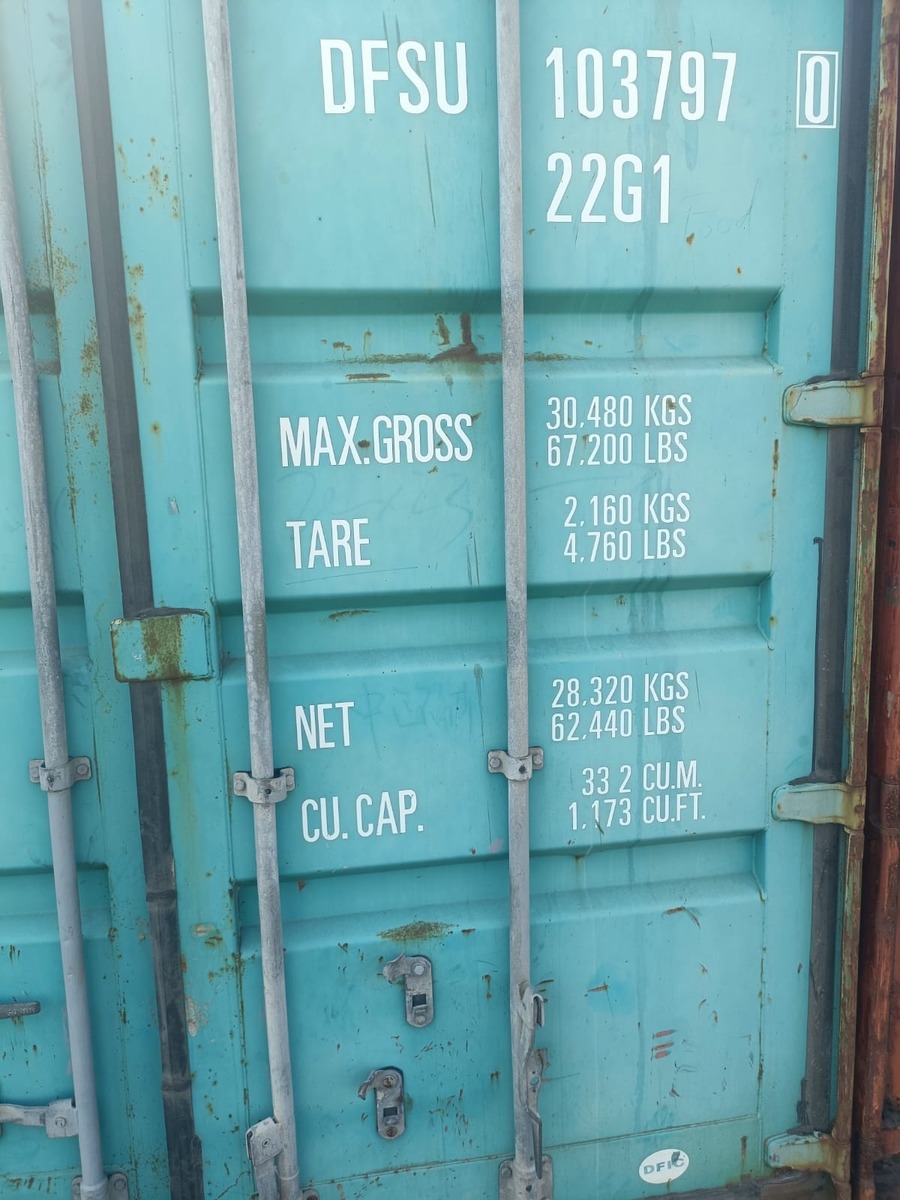 DFSU 103797 0
22G1
MAX.GROSS 30.480 KGS
67.200 LBS
TARE 2.160 KGS
4.760 LBS
NET 28.320 KGS
62.440 LBS
CU. CAP. 33 2 CU.M.
1.173 CU.FT.
DFIC